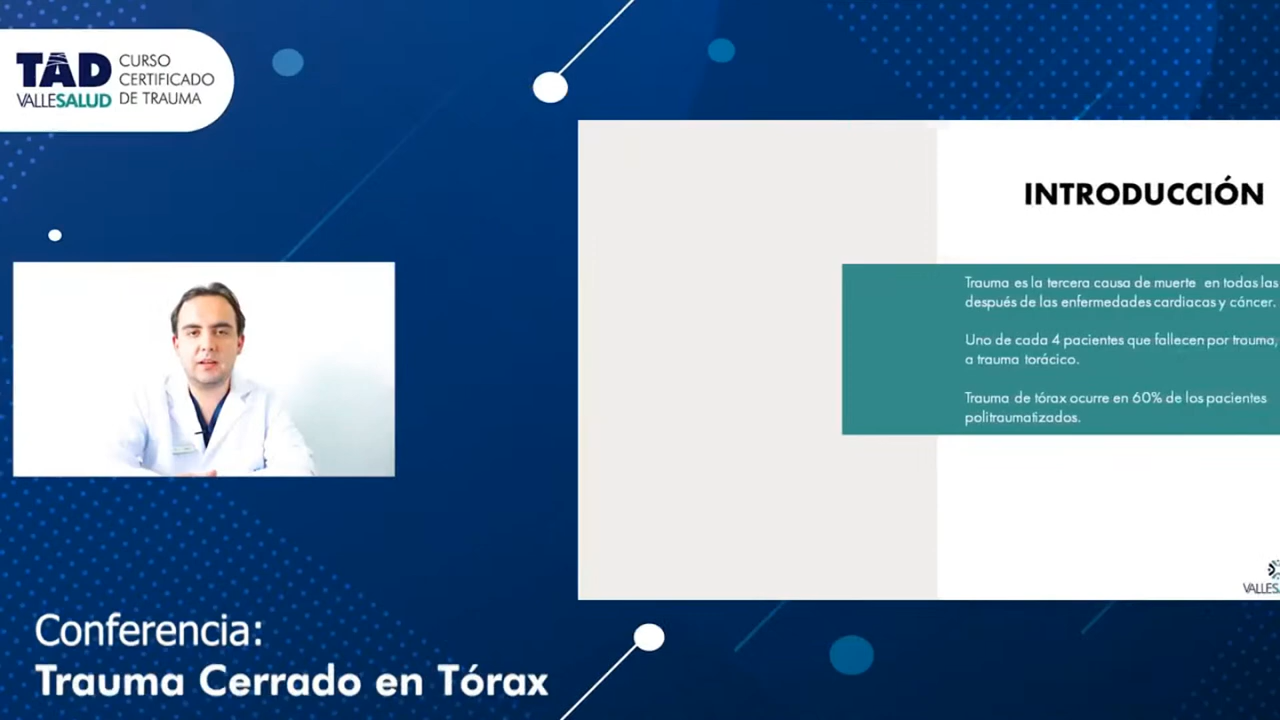 TAD
VALLESALUD
CURSO
CERTIFICADO
DE TRAUMA
INTRODUCCIÓN
Trauma es la tercera causa de muerte en todas las
después de las enfermedades cardiacas y cáncer.
Uno de cada 4 pacientes que fallecen por trauma,
a trauma torácico.
Trauma de tórax ocurre en 60% de los pacientes
politraumatizados.
Conferencia:
Trauma Cerrado en Tórax